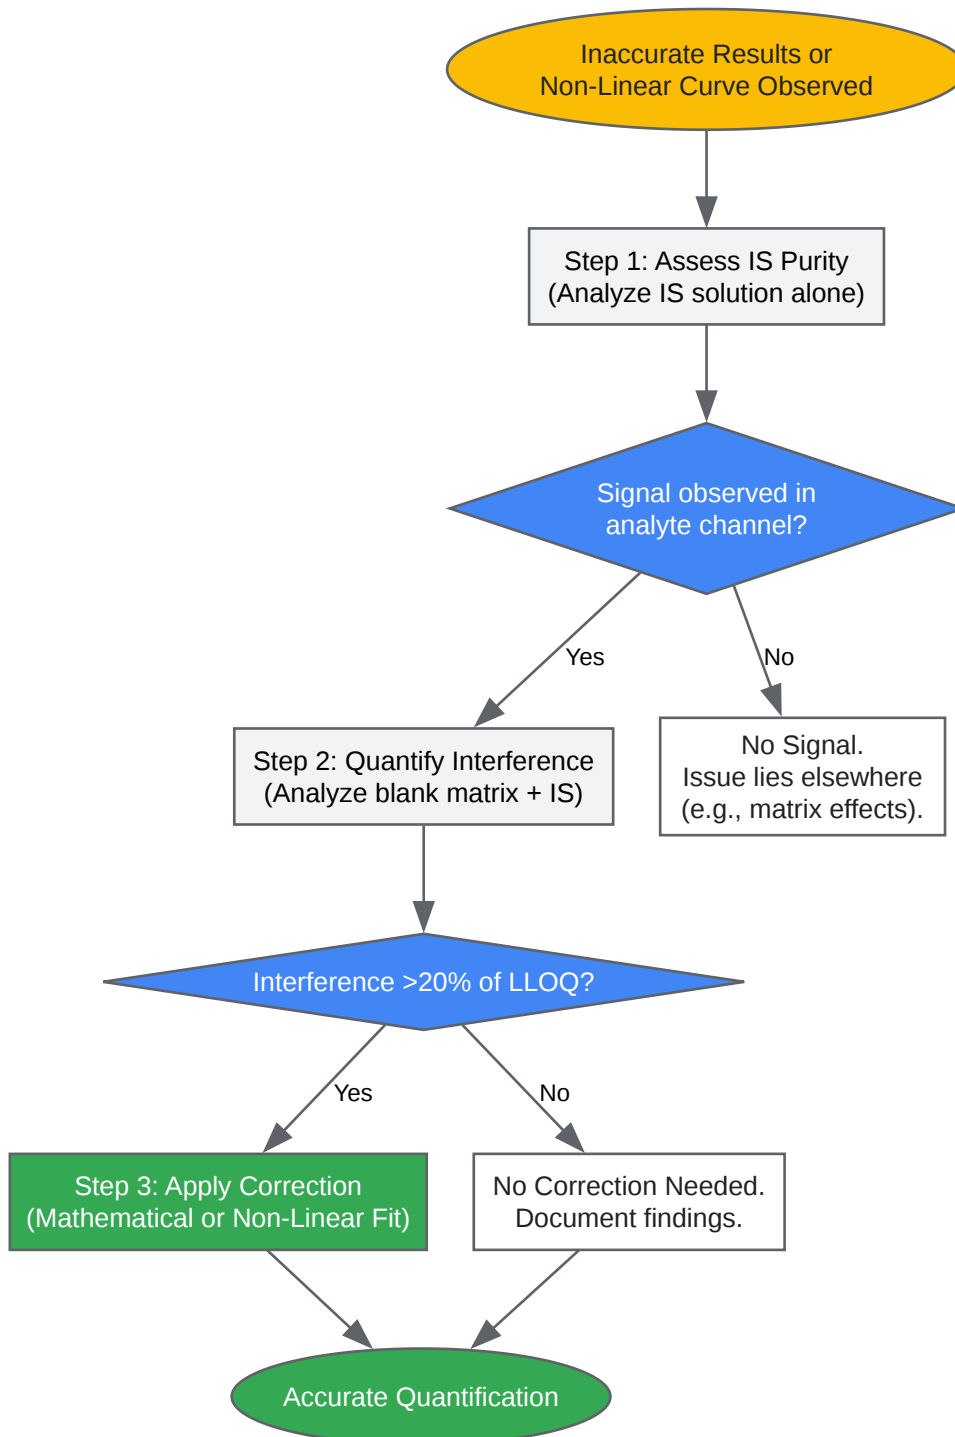 Inaccurate Results or
Non-Linear Curve Observed
Step 1: Assess IS Purity
(Analyze IS solution alone)
Signal observed in
analyte channel?
Yes
No
Step 2: Quantify Interference
(Analyze blank matrix + IS)
No Signal.
Issue lies elsewhere
(e.g., matrix effects).
Interference >20% of LLOQ?
Yes
No
Step 3: Apply Correction
(Mathematical or Non-Linear Fit)
No Correction Needed.
Document findings.
Accurate Quantification